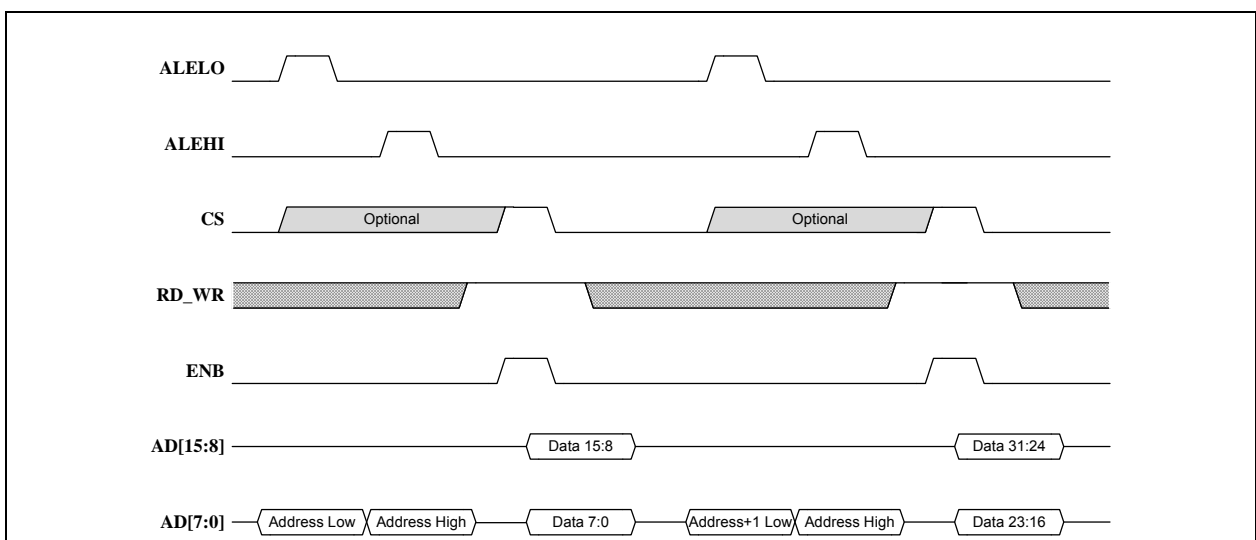 ALELO
ALEHI
CS Optional Optional
RD_WR
ENB
AD[15:8] Data 15:8 Data 31:24
AD[7:0] Address Low Address High Data 7:0 Address+1 Low Address High Data 23:16